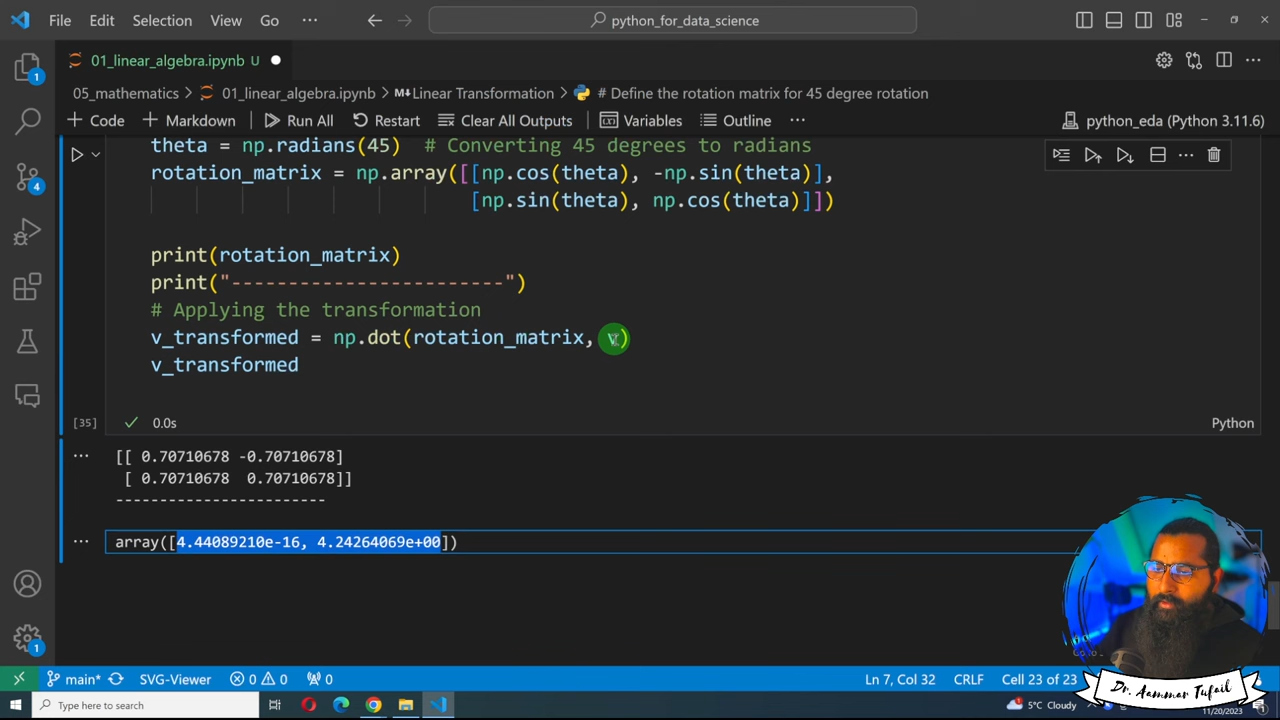 File Edit Selection View Go ... python_for_data_science
01_linear_algebra.ipynb U
05_mathematics > 01_linear_algebra.ipynb > M↓Linear Transformation > # Define the rotation matrix for 45 degree rotation
+ Code + Markdown Run All Restart Clear All Outputs Variables Outline ... python_eda (Python 3.11.6)
theta = np.radians(45)  # Converting 45 degrees to radians
rotation_matrix = np.array([[np.cos(theta), -np.sin(theta)],
[np.sin(theta), np.cos(theta)]])
print(rotation_matrix)
print("------------------------")
# Applying the transformation
v_transformed = np.dot(rotation_matrix, v)
v_transformed
[35] 0.0s Python
[[ 0.70710678 -0.70710678]
[ 0.70710678  0.70710678]]
------------------------
array([4.44089210e-16, 4.24264069e+00])
main* SVG-Viewer 0 0 0 Ln 7, Col 32 CRLF Cell 23 of 23
Dr. Aammar Tufail
Type here to search 5°C Cloudy
11/20/2023
1
4
1